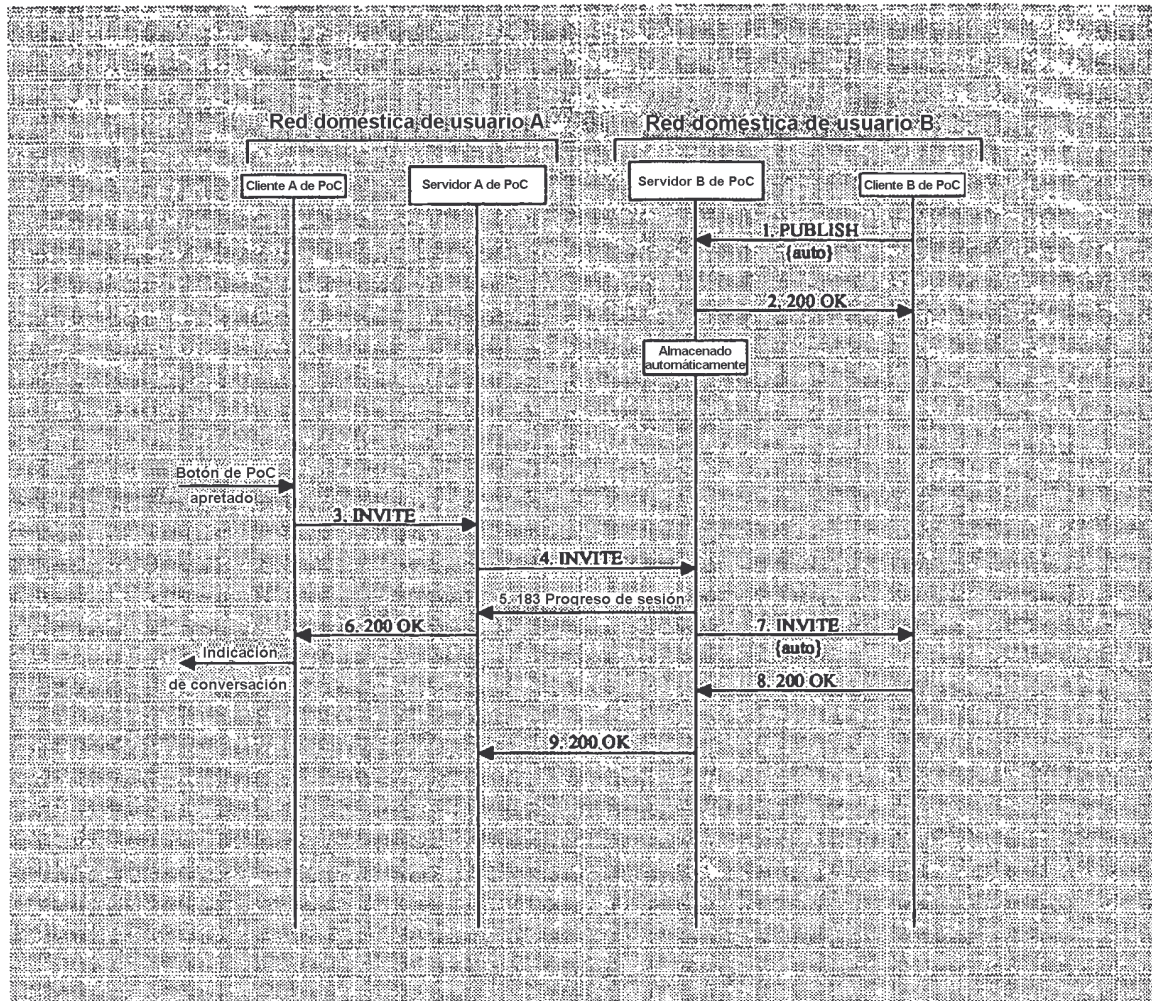 Red doméstica de usuario A
Red doméstica de usuario B
Cliente A de PoC
Servidor A de PoC
Servidor B de PoC
Cliente B de PoC
1. PUBLISH
{auto}
2. 200 OK
Almacenado
automáticamente
Botón de PoC
apretado
3. INVITE
4. INVITE
5. 183 Progreso de sesión
6. 200 OK
7. INVITE
{auto}
Indicación
de conversación
8. 200 OK
9. 200 OK